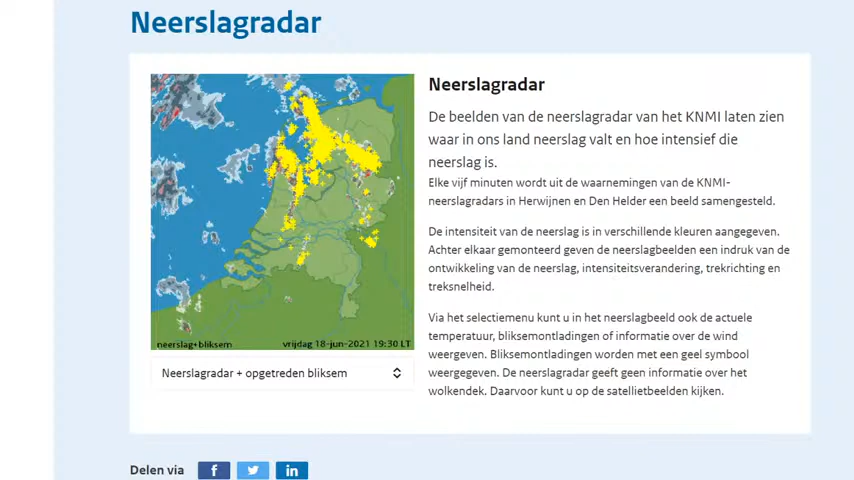 Neerslagradar
neerslag+bliksem
vrijdag 18-jun-2021 19:30 LT
Neerslagradar + opgetreden bliksem
Neerslagradar
De beelden van de neerslagradar van het KNMI laten zien
waar in ons land neerslag valt en hoe intensief die
neerslag is.
Elke vijf minuten wordt uit de waarnemingen van de KNMI-
neerslagradars in Herwijnen en Den Helder een beeld samengesteld.
De intensiteit van de neerslag is in verschillende kleuren aangegeven.
Achter elkaar gemonteerd geven de neerslagbeelden een indruk van de
ontwikkeling van de neerslag, intensiteitsverandering, trekrichting en
treksnelheid.
Via het selectiemenu kunt u in het neerslagbeeld ook de actuele
temperatuur, bliksemontladingen of informatie over de wind
weergeven. Bliksemontladingen worden met een geel symbool
weergegeven. De neerslagradar geeft geen informatie over het
wolkendek. Daarvoor kunt u op de satellietbeelden kijken.
Delen via